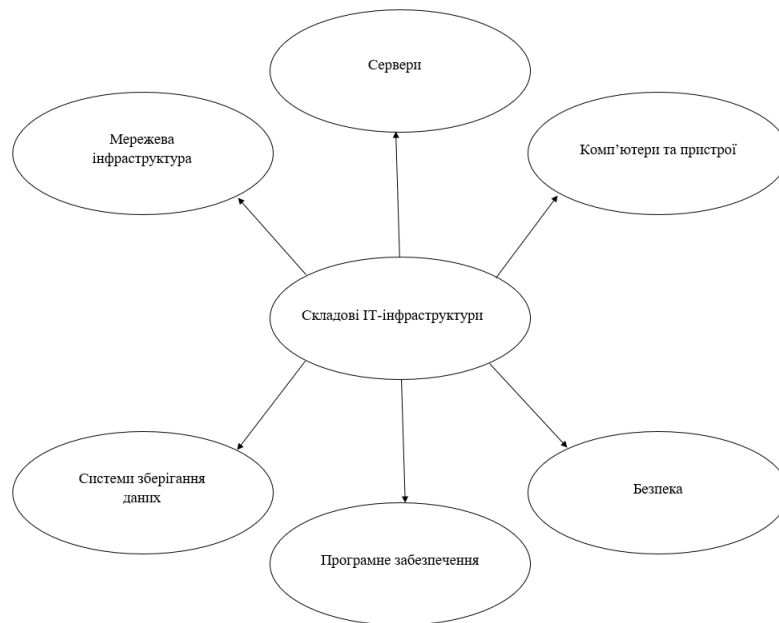 Сервери
Мережева
інфраструктура
Комп’ютери та пристрої
Складові ІТ-інфраструктури
Системи зберігання
даних
Безпека
Програмне забезпечення